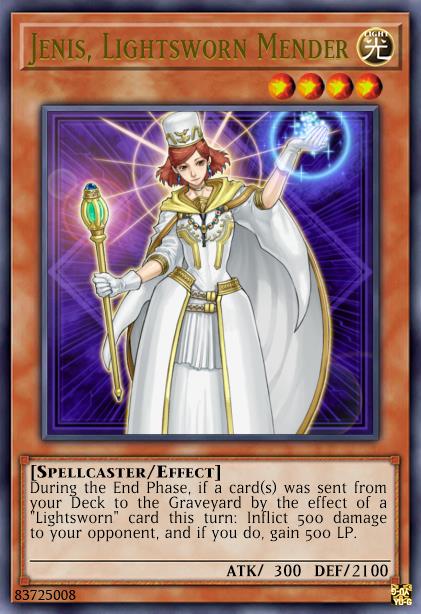 Jenis, Lightsworn Mender
LIGHT
光
[Spellcaster/Effect]
During the End Phase, if a card(s) was sent from
your Deck to the Graveyard by the effect of a
"Lightsworn" card this turn: Inflict 500 damage
to your opponent, and if you do, gain 500 LP.
ATK/ 300 DEF/2100
83725008